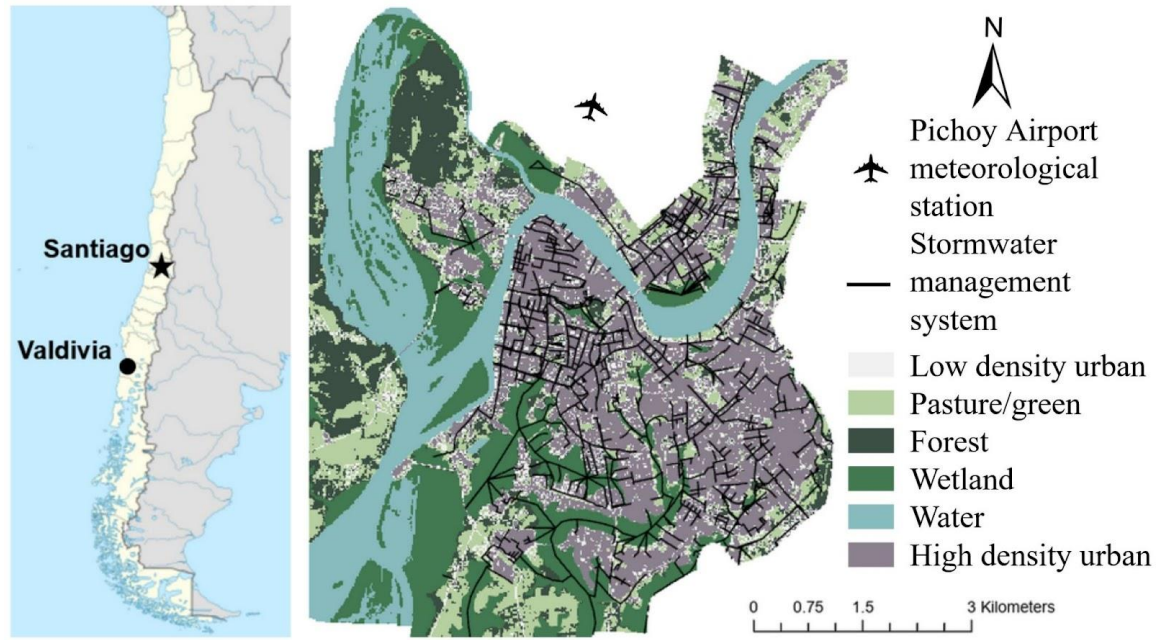 Santiago
Valdivia
N
Pichoy Airport
meteorological
station
Stormwater
management
system
Low density urban
Pasture/green
Forest
Wetland
Water
High density urban
0 0.75 1.5 3 Kilometers